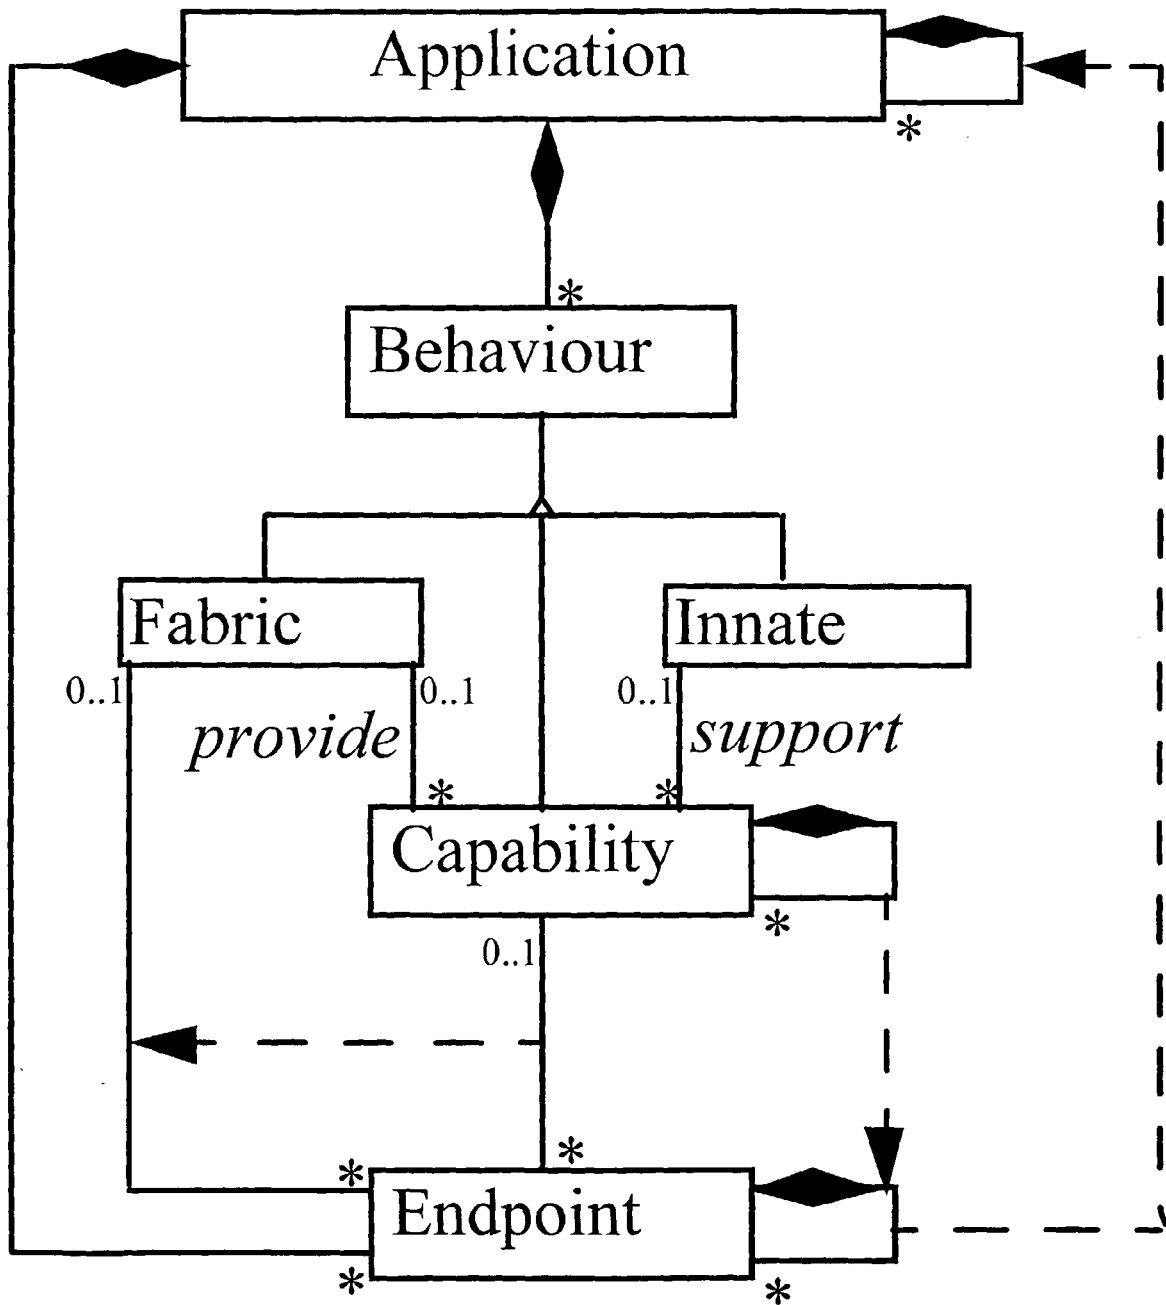 Application
*
*
Behaviour
Fabric
Innate
0..1
0..1
0..1
provide
support
*
*
Capability
*
0..1
*
*
Endpoint
*
*